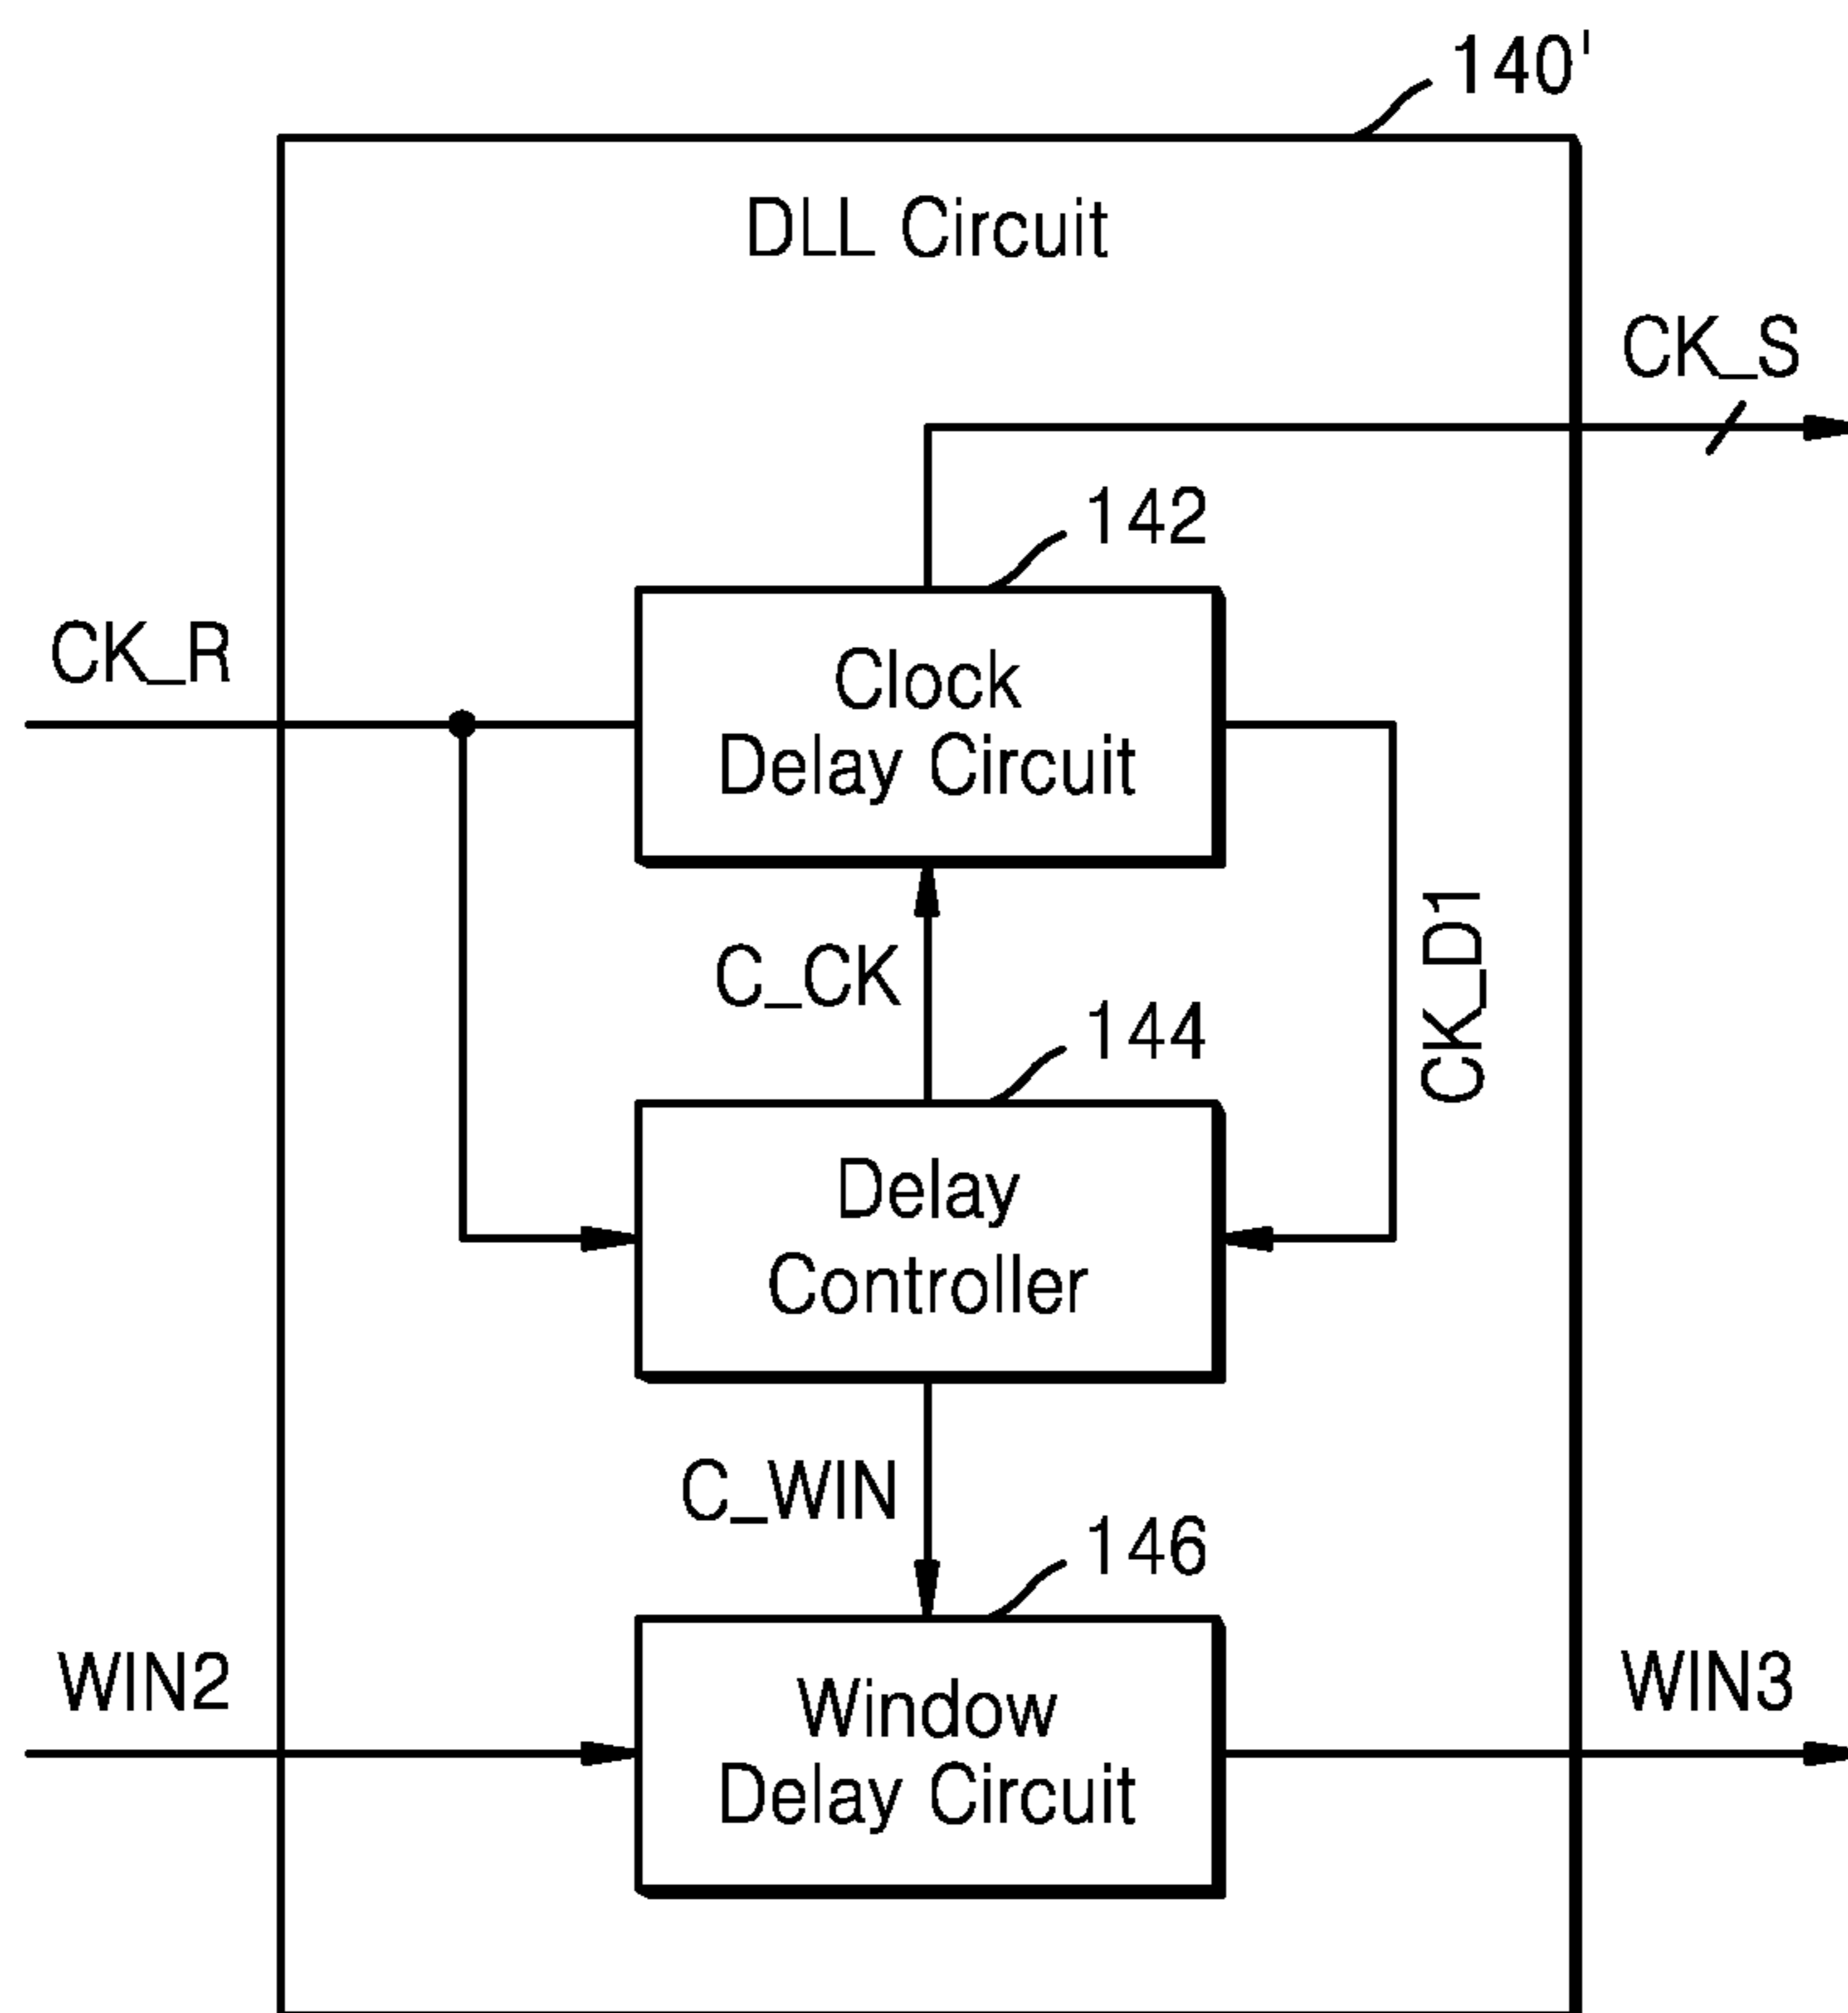 140'
DLL Circuit
CK_S
142
CK_R
Clock
Delay Circuit
C_CK
CK_D1
144
Delay
Controller
C_WIN
146
WIN2
Window
Delay Circuit
WIN3